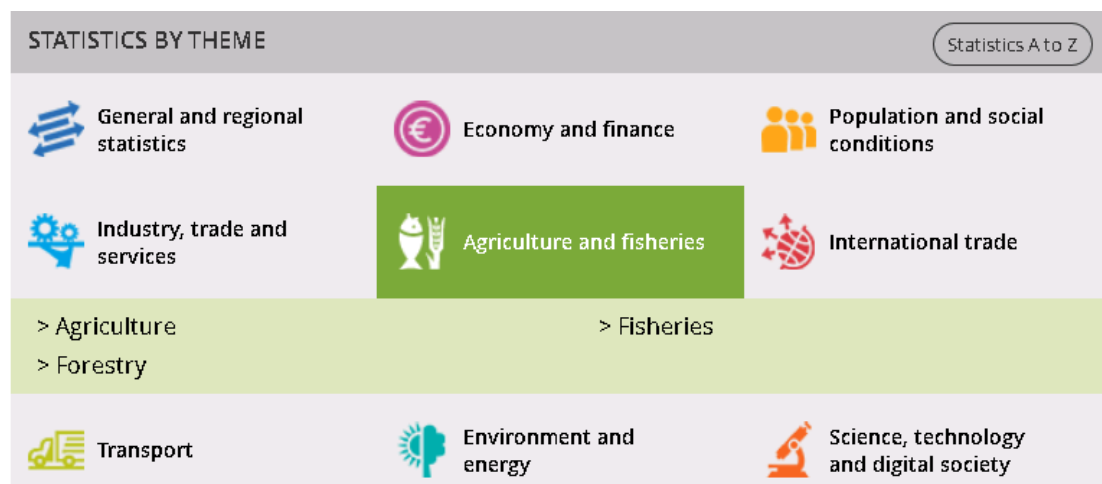 STATISTICS BY THEME
Statistics A to Z
General and regional
statistics
Economy and finance
Population and social
conditions
Industry, trade and
services
Agriculture and fisheries
International trade
> Agriculture
> Fisheries
> Forestry
Transport
Environment and
energy
Science, technology
and digital society